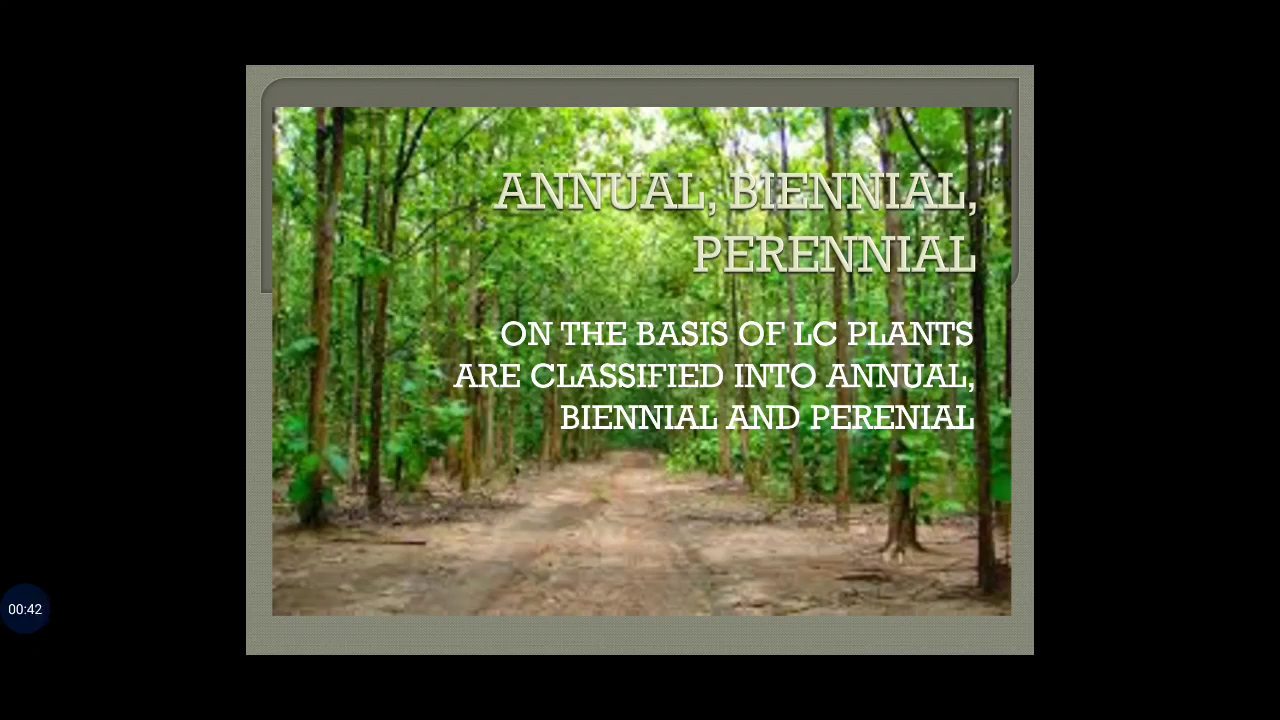 ANNUAL, BIENNIAL,
PERENNIAL
ON THE BASIS OF LC PLANTS
ARE CLASSIFIED INTO ANNUAL,
BIENNIAL AND PERENIAL
00:42